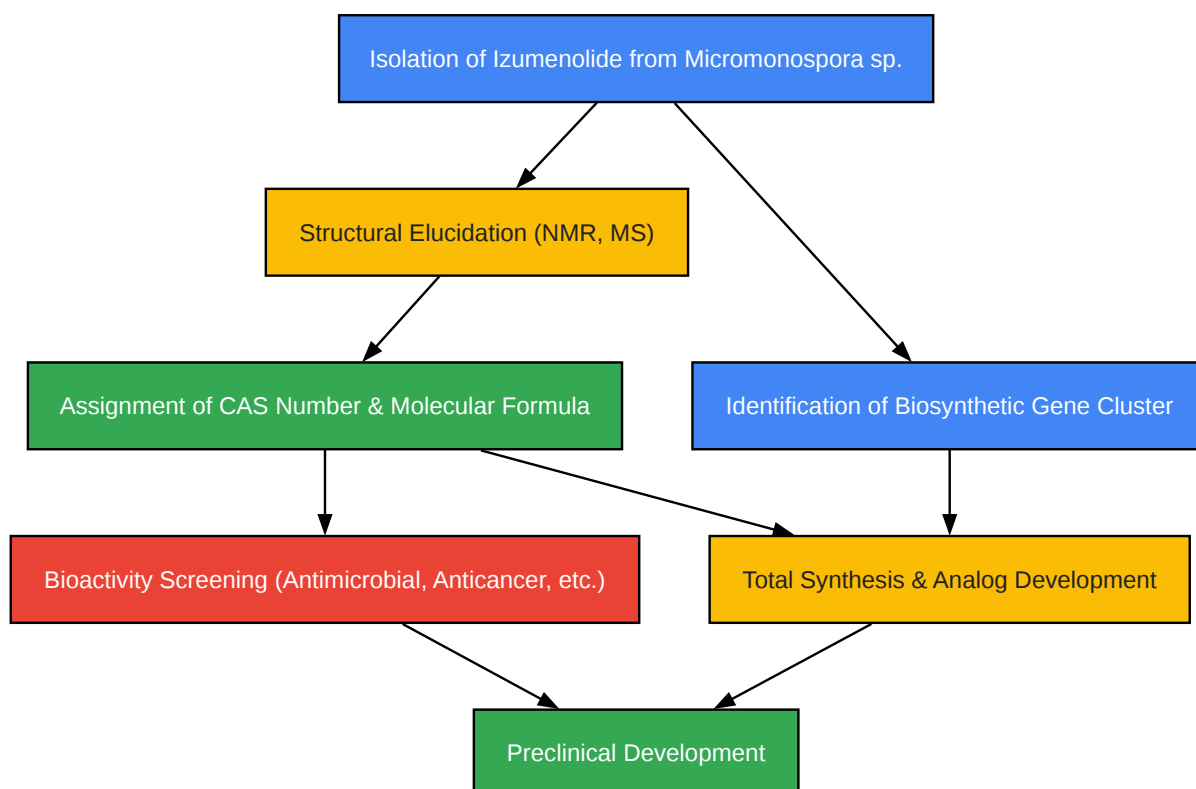 Isolation of Izumenolide from Micromonospora sp.
Structural Elucidation (NMR, MS)
Assignment of CAS Number & Molecular Formula
Identification of Biosynthetic Gene Cluster
Bioactivity Screening (Antimicrobial, Anticancer, etc.)
Total Synthesis & Analog Development
Preclinical Development